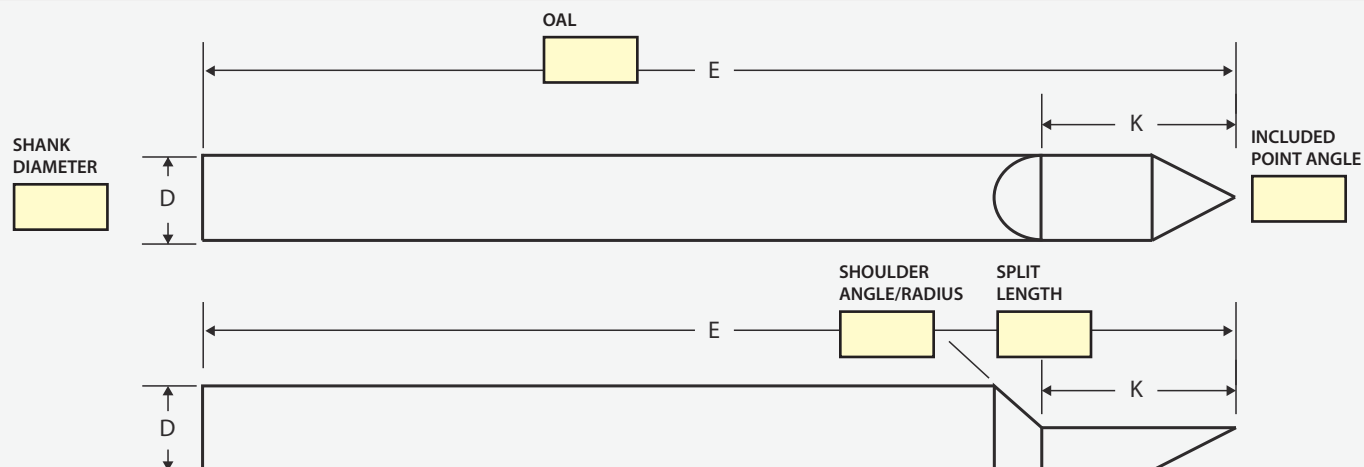 OAL
E
K
SHANK
DIAMETER
INCLUDED
POINT ANGLE
D
SHOULDER
ANGLE/RADIUS
SPLIT
LENGTH
E
K
D